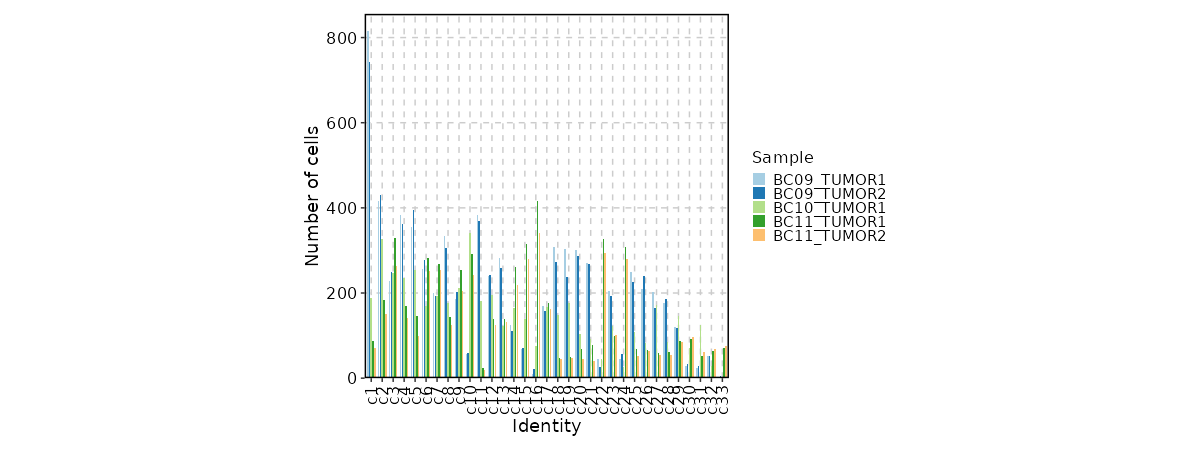 Number of cells
800
600
400
200
0
c1
c2
c3
c4
c5
c6
c7
c8
c9
c10
c11
c12
c13
c14
c15
c16
c17
c18
c19
c20
c21
c22
c23
c24
c25
c26
c27
c28
c29
c30
c31
c32
c33
Identity
Sample
BC09_TUMOR1
BC09_TUMOR2
BC10_TUMOR1
BC11_TUMOR1
BC11_TUMOR2